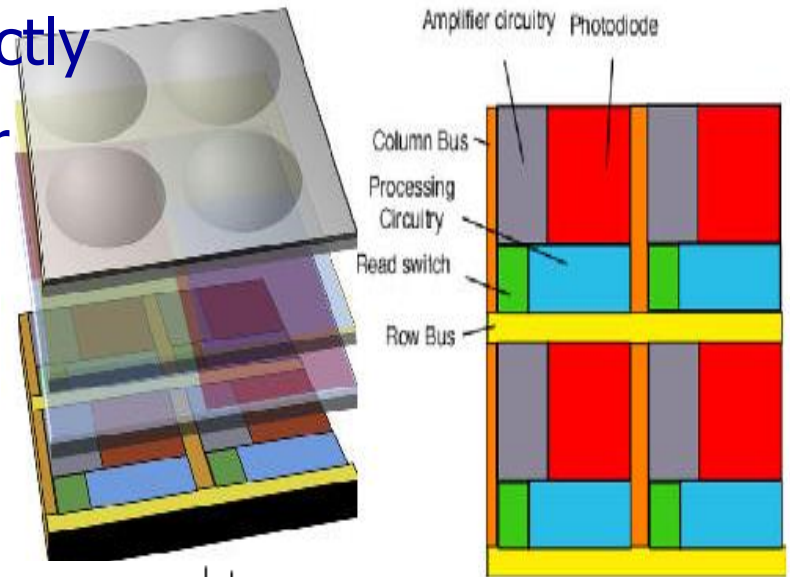 ctly
Amplifier circuitry Photodiode
Column Bus
Processing
Circuitry
Read switch
Row Bus